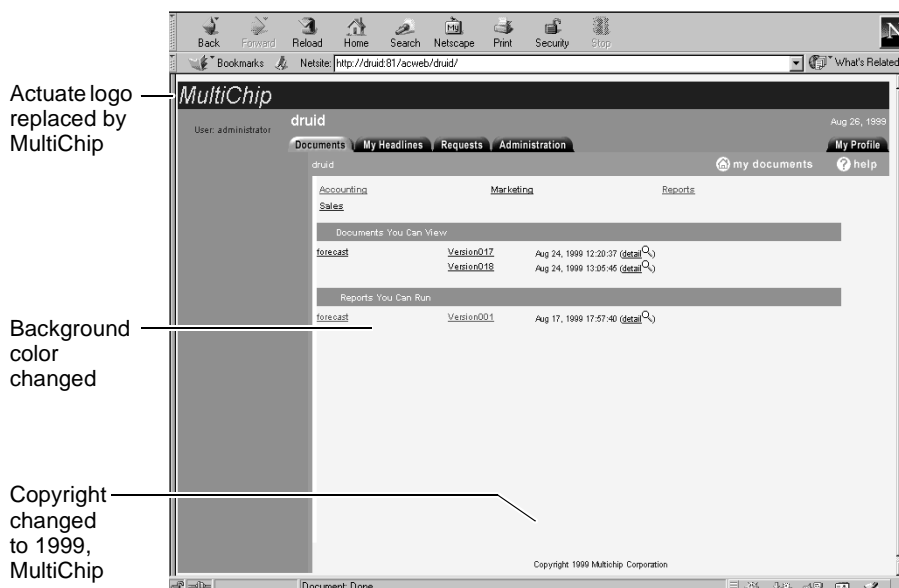 Back Forward Reload Home Search Netscape Print Security Stop
My
N
Bookmarks Netsite: http://druid:81/acweb/druid/ What's Related
Actuate logo
replaced by
MultiChip
MultiChip
User: administrator
druid
Aug 26, 1999
Documents My Headlines Requests Administration My Profile
druid my documents ? help
Accounting Marketing Reports
Sales
Documents You Can View
forecast Version017 Aug 24, 1999 12:20:37 (detail)
Version018 Aug 24, 1999 13:05:45 (detail)
Reports You Can Run
forecast Version001 Aug 17, 1999 17:57:40 (detail)
Background
color
changed
Copyright
changed
to 1999,
MultiChip
Copyright 1999 Multichip Corporation
Document: Done